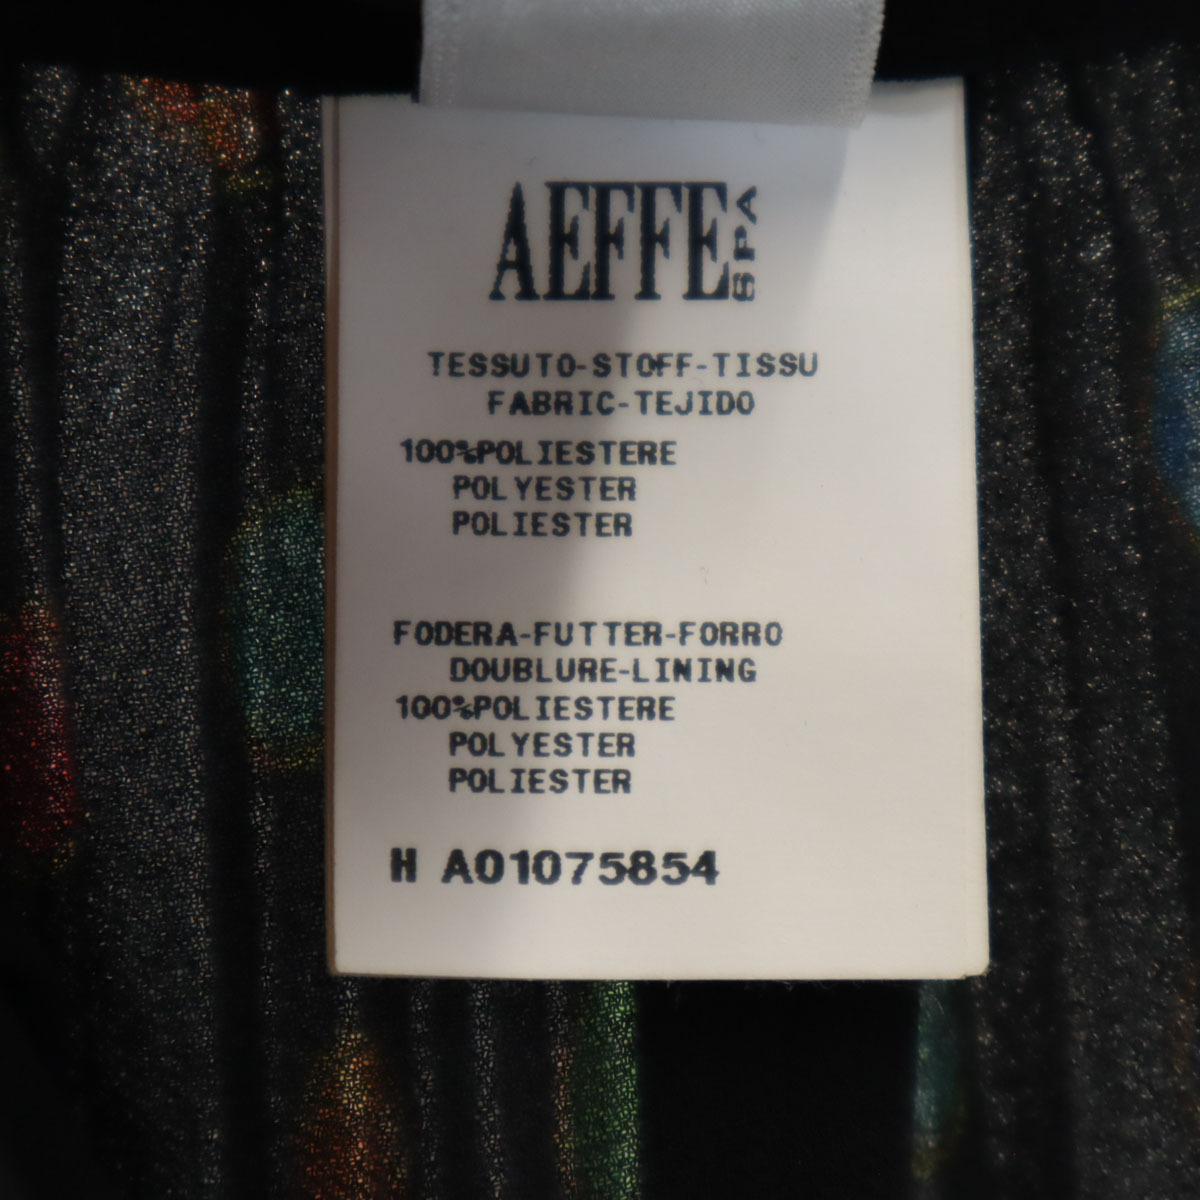 AEFFE SPA
TESSUTO-STOFF-TISSU
FABRIC-TEJIDO
100%POLIESTERE
POLYESTER
POLIESTER
FODERA-FUTTER-FORRO
DOUBLURE-LINING
100%POLIESTERE
POLYESTER
POLIESTER
H A01075854